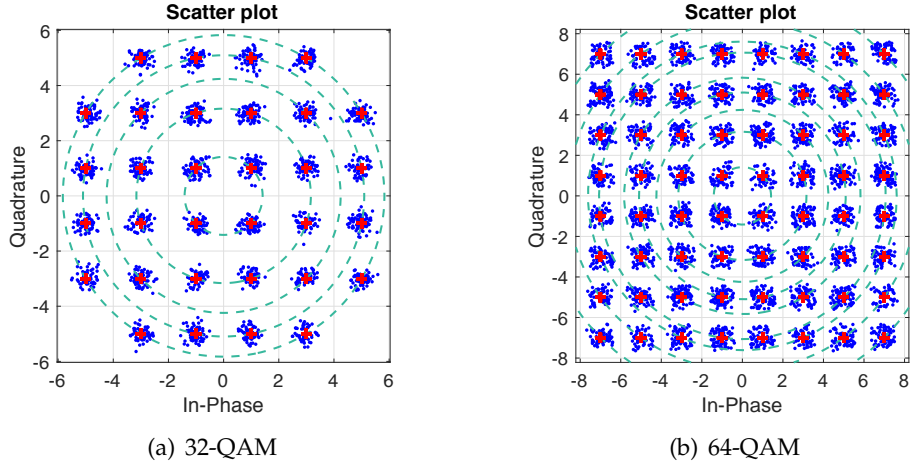 Scatter plot
6
4
2
0
-2
-4
-6
Quadrature
-6 -4 -2 0 2 4 6
In-Phase
(a) 32-QAM
Scatter plot
8
6
4
2
0
-2
-4
-6
-8
Quadrature
-8 -6 -4 -2 0 2 4 6 8
In-Phase
(b) 64-QAM